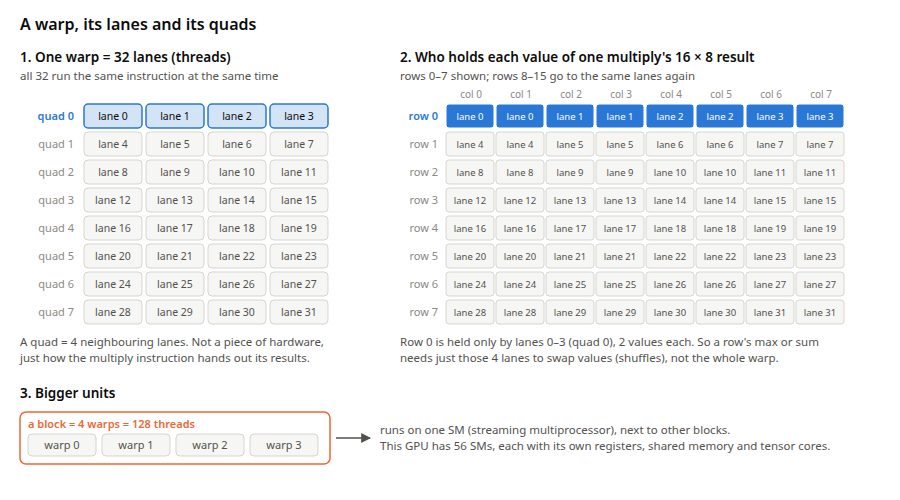 A warp, its lanes and its quads
1. One warp = 32 lanes (threads)
all 32 run the same instruction at the same time
quad 0 lane 0 lane 1 lane 2 lane 3
quad 1 lane 4 lane 5 lane 6 lane 7
quad 2 lane 8 lane 9 lane 10 lane 11
quad 3 lane 12 lane 13 lane 14 lane 15
quad 4 lane 16 lane 17 lane 18 lane 19
quad 5 lane 20 lane 21 lane 22 lane 23
quad 6 lane 24 lane 25 lane 26 lane 27
quad 7 lane 28 lane 29 lane 30 lane 31
A quad = 4 neighbouring lanes. Not a piece of hardware,
just how the multiply instruction hands out its results.
2. Who holds each value of one multiply's 16 × 8 result
rows 0–7 shown; rows 8–15 go to the same lanes again
col 0 col 1 col 2 col 3 col 4 col 5 col 6 col 7
row 0 lane 0 lane 0 lane 1 lane 1 lane 2 lane 2 lane 3 lane 3
row 1 lane 4 lane 4 lane 5 lane 5 lane 6 lane 6 lane 7 lane 7
row 2 lane 8 lane 8 lane 9 lane 9 lane 10 lane 10 lane 11 lane 11
row 3 lane 12 lane 12 lane 13 lane 13 lane 14 lane 14 lane 15 lane 15
row 4 lane 16 lane 16 lane 17 lane 17 lane 18 lane 18 lane 19 lane 19
row 5 lane 20 lane 20 lane 21 lane 21 lane 22 lane 22 lane 23 lane 23
row 6 lane 24 lane 24 lane 25 lane 25 lane 26 lane 26 lane 27 lane 27
row 7 lane 28 lane 28 lane 29 lane 29 lane 30 lane 30 lane 31 lane 31
Row 0 is held only by lanes 0–3 (quad 0), 2 values each. So a row's max or sum
needs just those 4 lanes to swap values (shuffles), not the whole warp.
3. Bigger units
a block = 4 warps = 128 threads
warp 0 warp 1 warp 2 warp 3
runs on one SM (streaming multiprocessor), next to other blocks.
This GPU has 56 SMs, each with its own registers, shared memory and tensor cores.